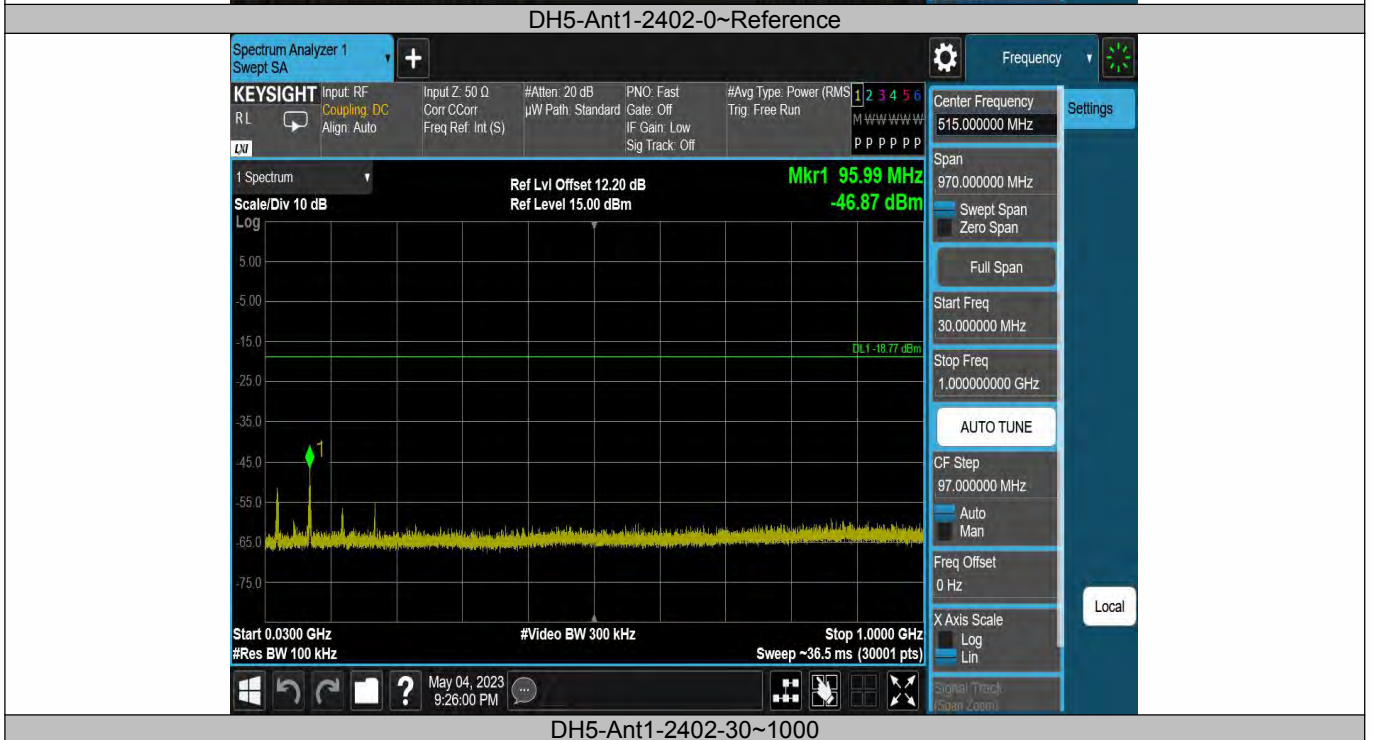 DH5-Ant1-2402-0~Reference
Spectrum Analyzer 1
Swept SA
+
Frequency
KEYSIGHT
RL
LXI
Input: RF
Coupling: DC
Align: Auto
Input Z: 50 Ω
Corr CCorr
Freq Ref: Int (S)
#Atten: 20 dB
µW Path: Standard
PNO: Fast
Gate: Off
IF Gain: Low
Sig Track: Off
#Avg Type: Power (RMS
Trig: Free Run
1 2 3 4 5 6
M W W W W W
P P P P P P
Center Frequency
515.000000 MHz
Settings
Span
970.000000 MHz
Swept Span
Zero Span
Full Span
Start Freq
30.000000 MHz
Stop Freq
1.000000000 GHz
AUTO TUNE
CF Step
97.000000 MHz
Auto
Man
Freq Offset
0 Hz
X Axis Scale
Log
Lin
Signal Track
(Span Zoom)
Local
1 Spectrum
Scale/Div 10 dB
Log
Ref Lvl Offset 12.20 dB
Ref Level 15.00 dBm
Mkr1 95.99 MHz
-46.87 dBm
5.00
-5.00
-15.0
DL1 -18.77 dBm
-25.0
-35.0
1
-45.0
-55.0
-65.0
-75.0
Start 0.0300 GHz
#Res BW 100 kHz
#Video BW 300 kHz
Stop 1.0000 GHz
Sweep ~36.5 ms (30001 pts)
?
May 04, 2023
9:26:00 PM
DH5-Ant1-2402-30~1000